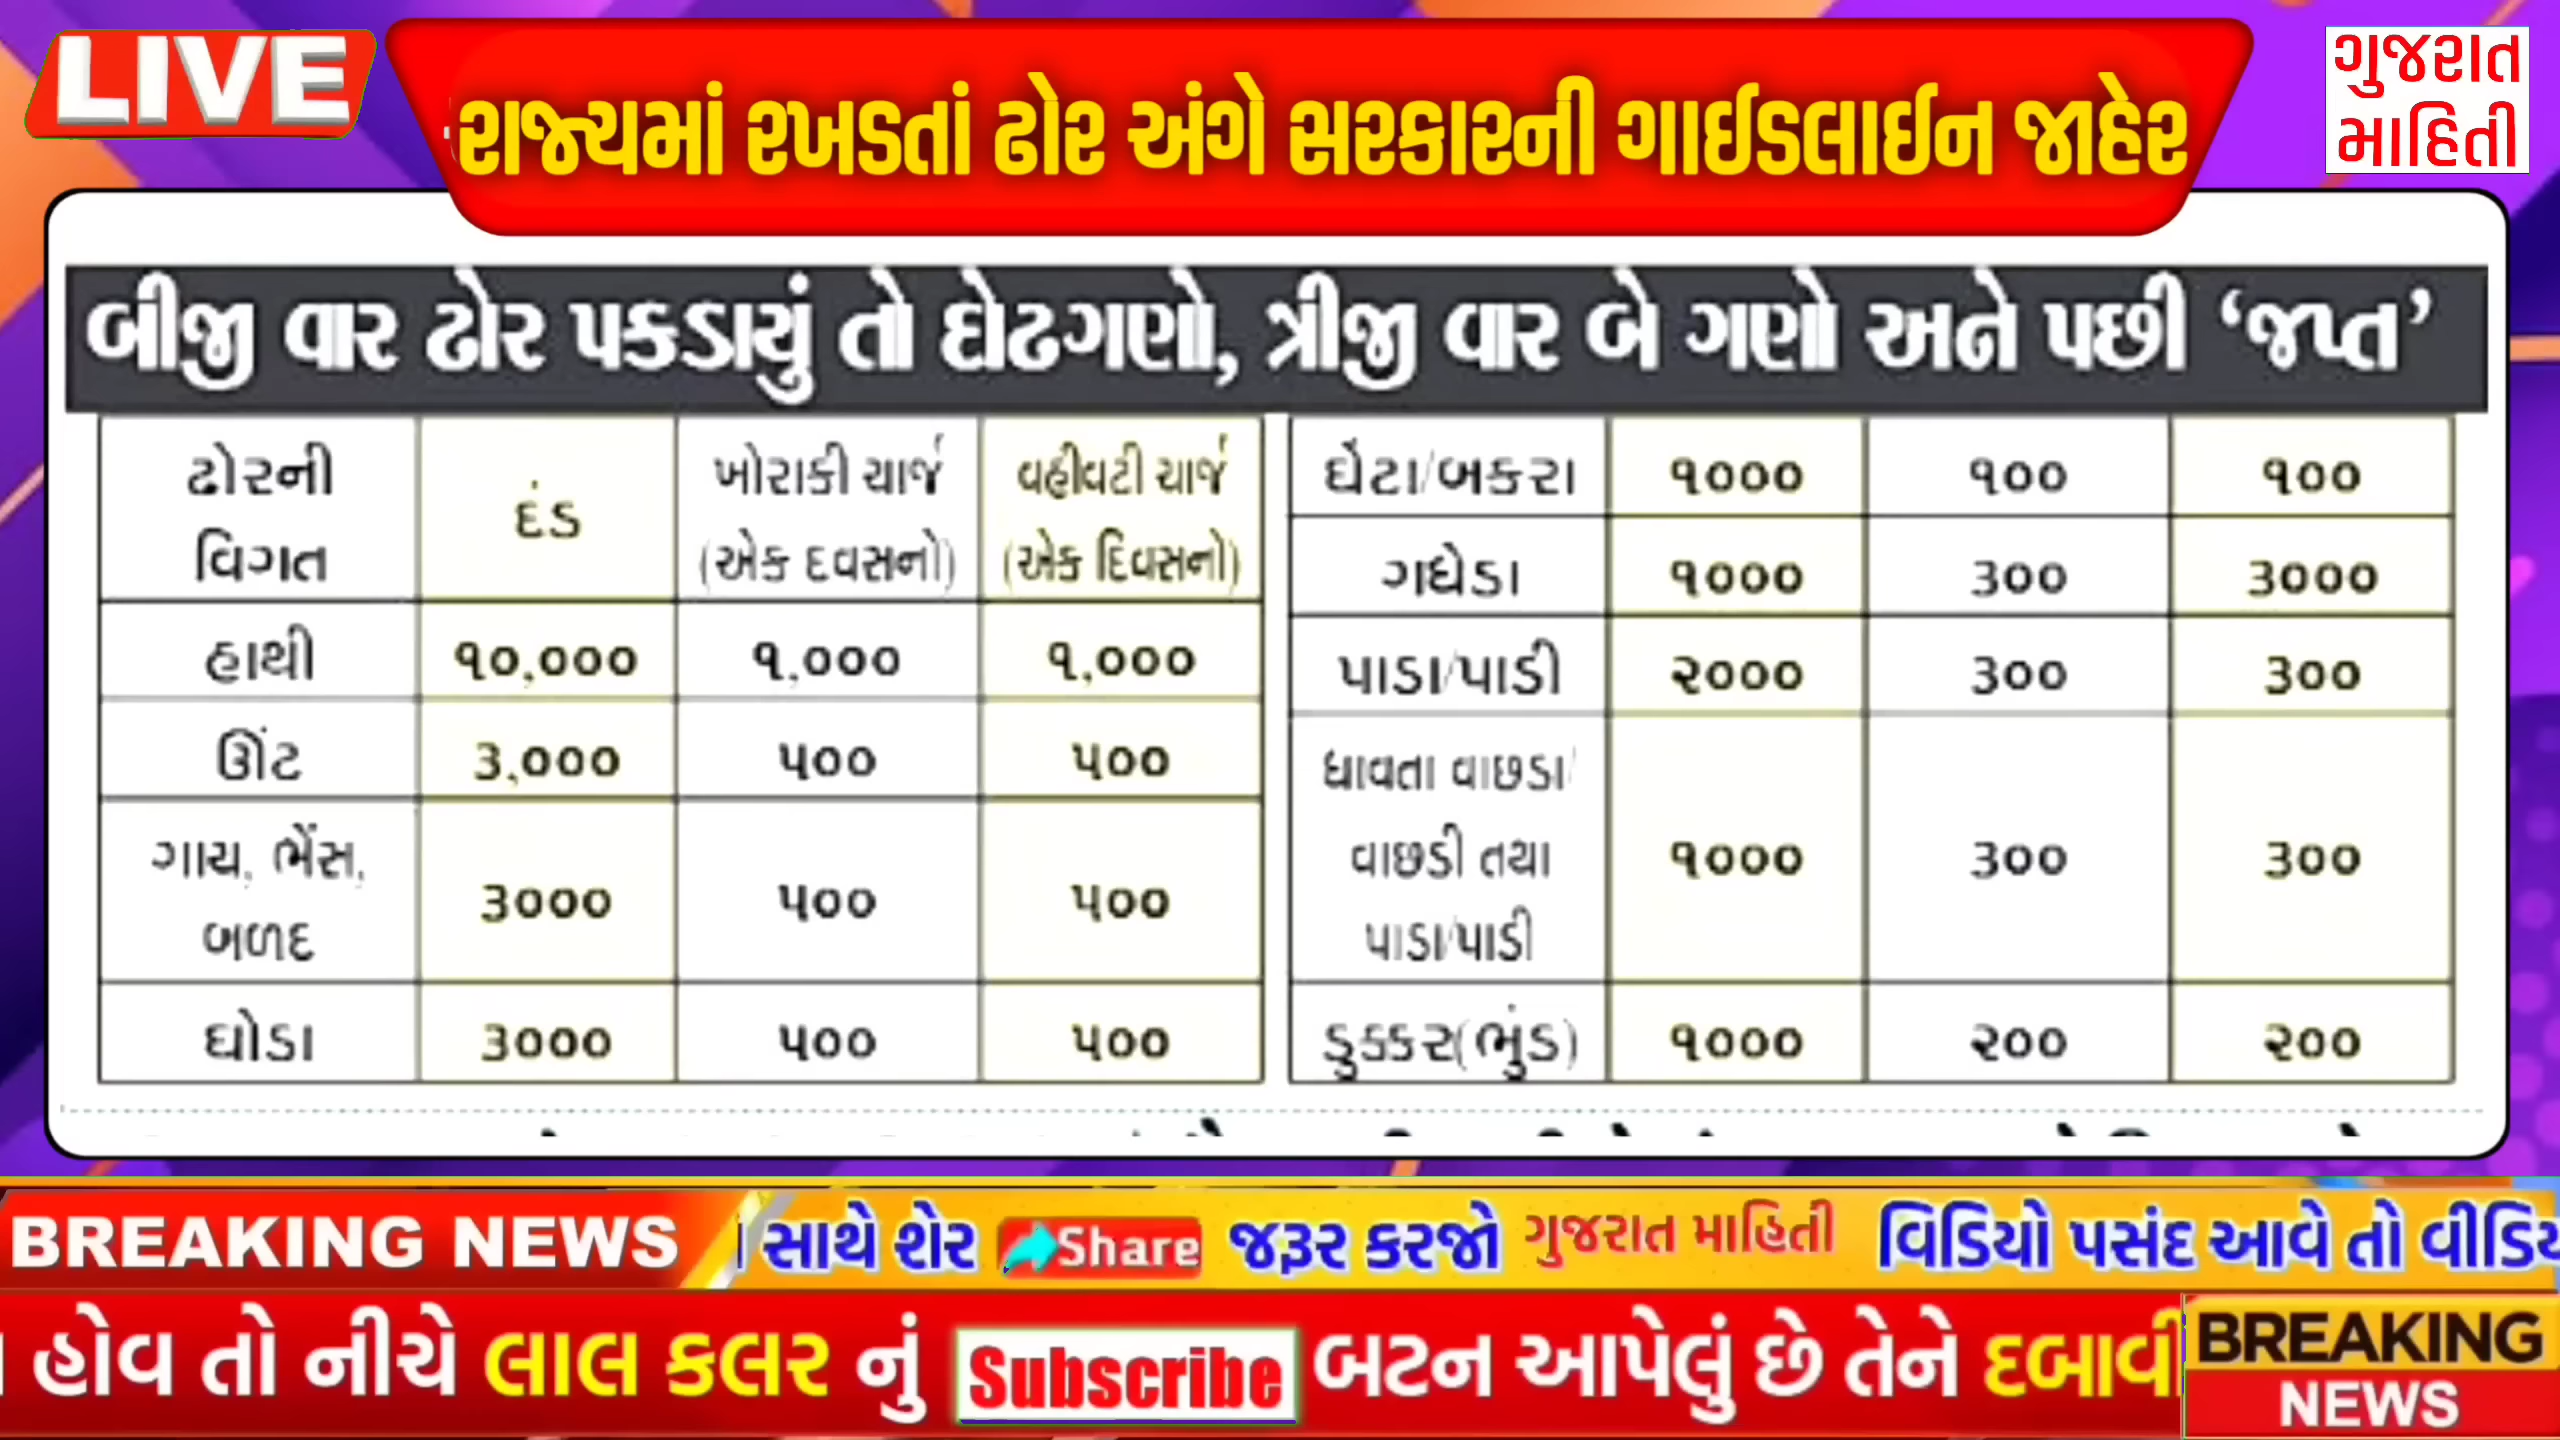 LIVE
રાજ્યમાં રખડતાં ઢોર અંગે સરકારની ગાઈડલાઈન જાહેર
ગુજરાત
માહિતી
બીજી વાર ઢોર પકડાયું તો દોઢગણો, ત્રીજી વાર બે ગણો અને પછી ‘જપ્ત’
ઢોરની વિગત દંડ ખોરાકી ચાર્જ (એક દવસનો) વહીવટી ચાર્જ (એક દિવસનો)
હાથી ૧૦,૦૦૦ ૧,૦૦૦ ૧,૦૦૦
ઊંટ ૩,૦૦૦ ૫૦૦ ૫૦૦
ગાય, ભેંસ, બળદ ૩૦૦૦ ૫૦૦ ૫૦૦
ઘોડા ૩૦૦૦ ૫૦૦ ૫૦૦
ઘેંટા/બકરા ૧૦૦૦ ૧૦૦ ૧૦૦
ગધેડા ૧૦૦૦ ૩૦૦ ૩૦૦૦
પાડા/પાડી ૨૦૦૦ ૩૦૦ ૩૦૦
ધાવતા વાછડા/ વાછડી તથા પાડા/પાડી ૧૦૦૦ ૩૦૦ ૩૦૦
ડુક્કર(ભુંડ) ૧૦૦૦ ૨૦૦ ૨૦૦
BREAKING NEWS સાથે શેર Share જરૂર કરજો ગુજરાત માહિતી વિડિયો પસંદ આવે તો
હોવ તો નીચે લાલ કલર નું Subscribe બટન આપેલું છે તેને
BREAKING
NEWS